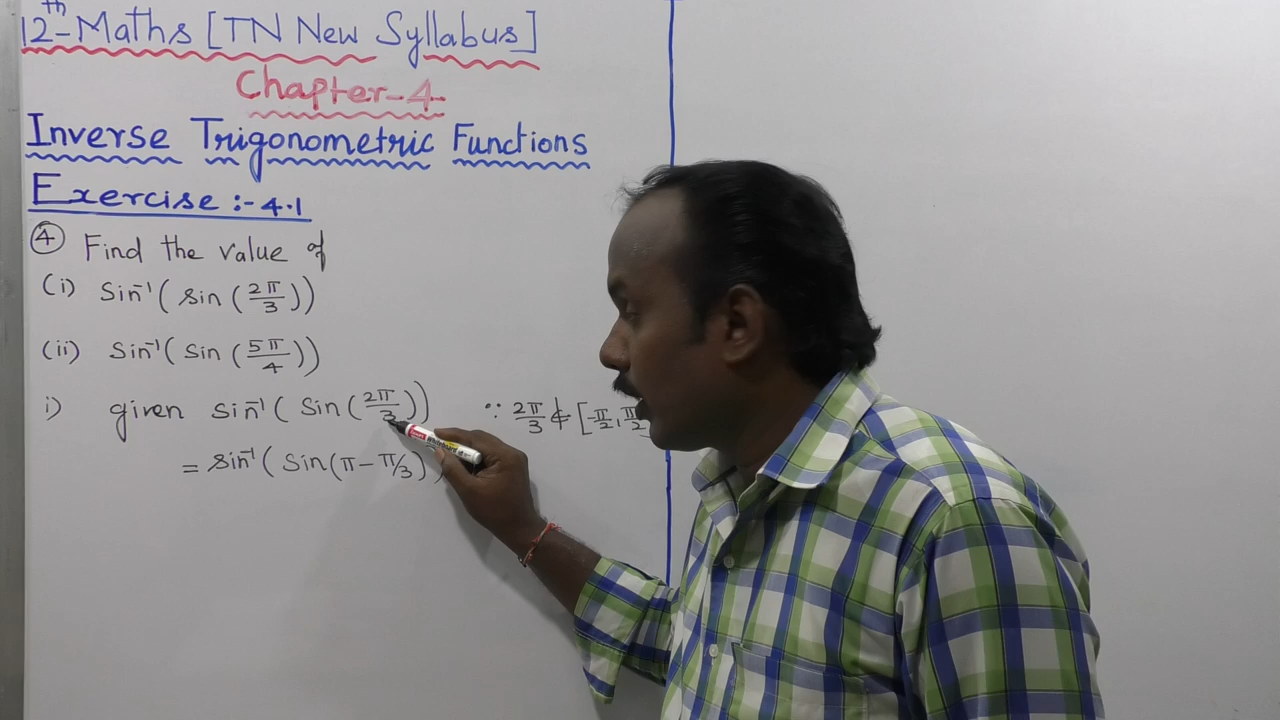 12th-Maths [TN New Syllabus]
Chapter-4
Inverse Trigonometric Functions
Exercise :- 4.1
④ Find the value of
(i) Sin⁻¹(sin(2π/3))
(ii) Sin⁻¹(sin(5π/4))
i) given sin⁻¹(sin(2π/3)) ∵ 2π/3 ∉ [-π/2, π/2
= sin⁻¹(sin(π-π/3))